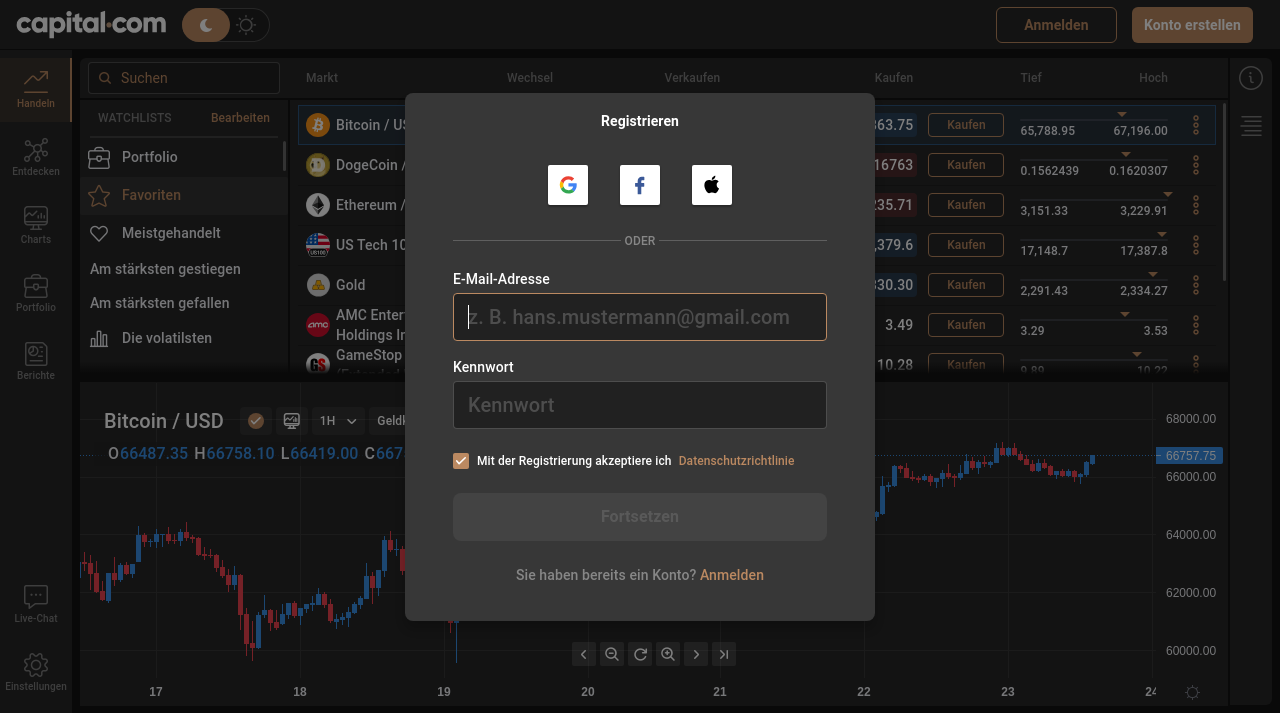 capital.com
Anmelden
Konto erstellen
Handeln
Entdecken
Charts
Portfolio
Berichte
Live-Chat
Einstellungen
Suchen
Markt Wechsel Verkaufen Kaufen Tief Hoch
WATCHLISTS Bearbeiten
Portfolio
Favoriten
Meistgehandelt
Am stärksten gestiegen
Am stärksten gefallen
Die volatilsten
Bitcoin / US 363.75 Kaufen 65,788.95 67,196.00
DogeCoin / 16763 Kaufen 0.1562439 0.1620307
Ethereum / 235.71 Kaufen 3,151.33 3,229.91
US Tech 10 ,379.6 Kaufen 17,148.7 17,387.8
Gold 330.30 Kaufen 2,291.43 2,334.27
AMC Enter
Holdings In 3.49 Kaufen 3.29 3.53
GameStop 10.28 Kaufen 9.89 10.22
Registrieren
ODER
E-Mail-Adresse
z. B. hans.mustermann@gmail.com
Kennwort
Kennwort
Mit der Registrierung akzeptiere ich Datenschutzrichtlinie
Fortsetzen
Sie haben bereits ein Konto? Anmelden
Bitcoin / USD 1H Geldk
O66487.35 H66758.10 L66419.00 C667
68000.00
66757.75
66000.00
64000.00
62000.00
60000.00
17 18 19 20 21 22 23 24